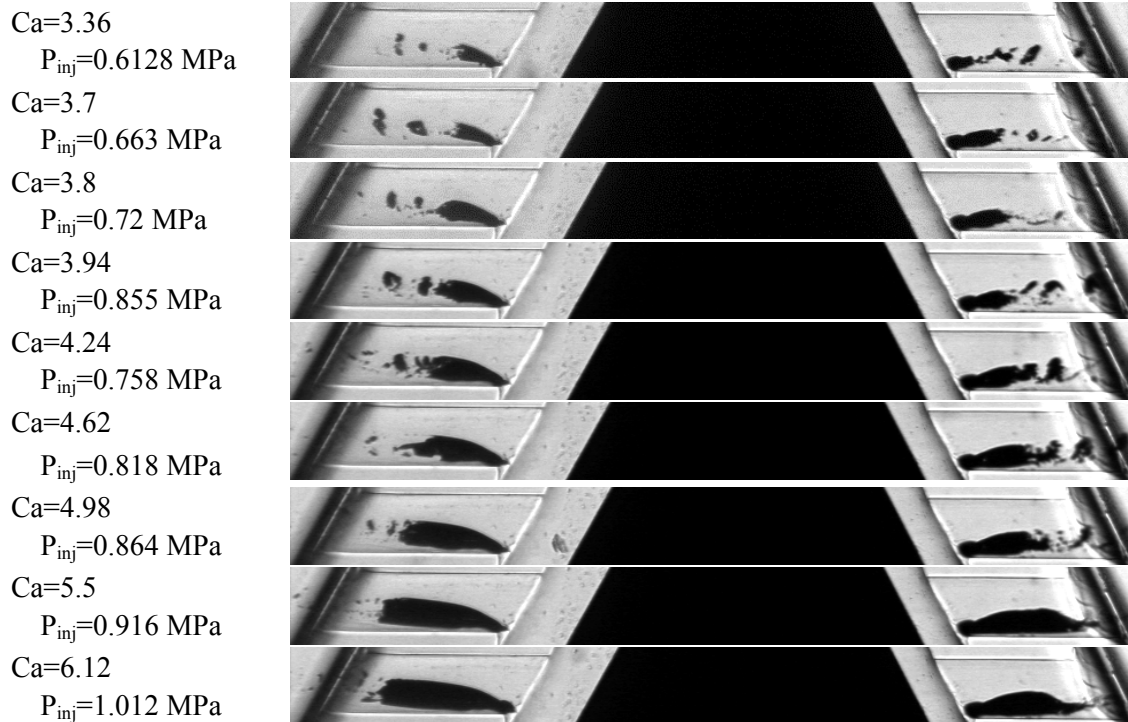 Ca=3.36
P_inj=0.6128 MPa
Ca=3.7
P_inj=0.663 MPa
Ca=3.8
P_inj=0.72 MPa
Ca=3.94
P_inj=0.855 MPa
Ca=4.24
P_inj=0.758 MPa
Ca=4.62
P_inj=0.818 MPa
Ca=4.98
P_inj=0.864 MPa
Ca=5.5
P_inj=0.916 MPa
Ca=6.12
P_inj=1.012 MPa